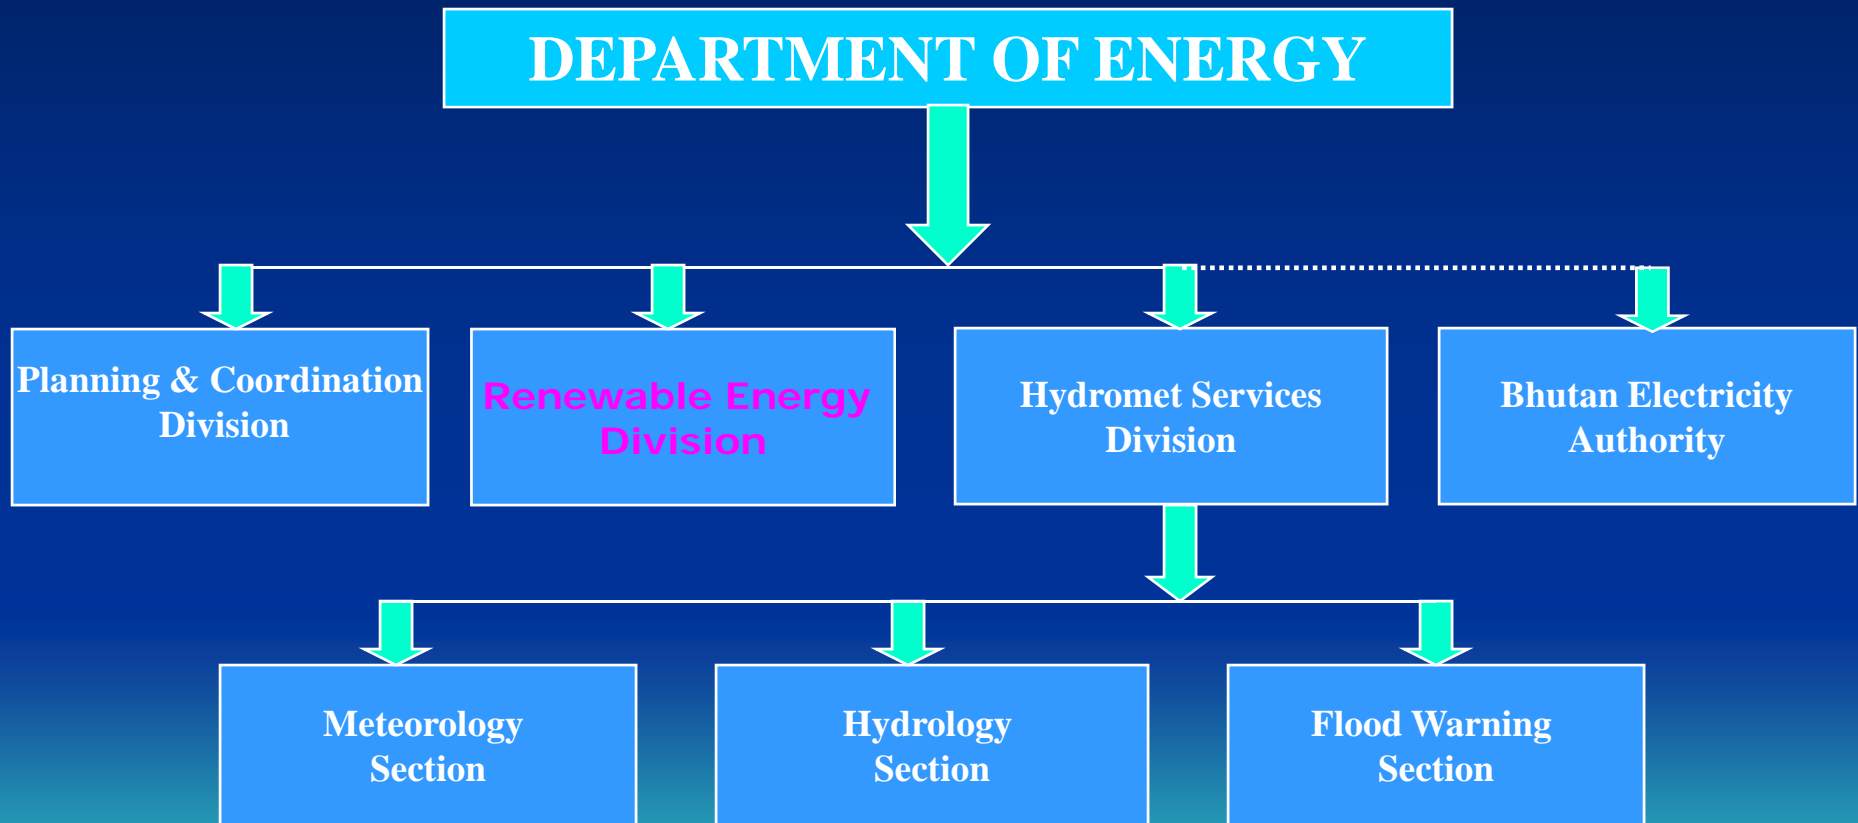 DEPARTMENT OF ENERGY
Planning & Coordination
Division
Renewable Energy
Division
Hydromet Services
Division
Bhutan Electricity
Authority
Meteorology
Section
Hydrology
Section
Flood Warning
Section